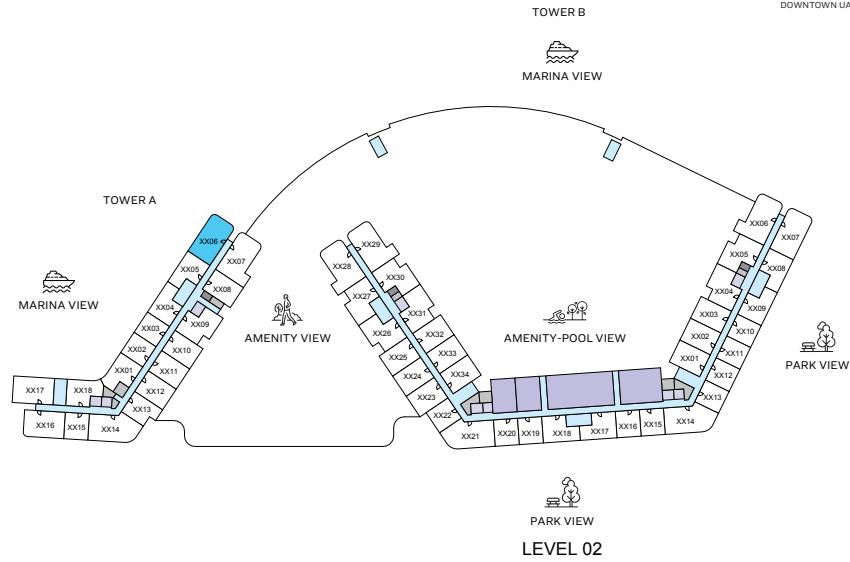 DOWNTOWN UA
TOWER B
MARINA VIEW
TOWER A
MARINA VIEW
AMENITY VIEW
AMENITY-POOL VIEW
PARK VIEW
XX06
XX07
XX05
XX08
XX04
XX09
XX03
XX10
XX02
XX11
XX01
XX12
XX17
XX18
XX13
XX16
XX15
XX14
XX29
XX28
XX30
XX27
XX31
XX26
XX32
XX25
XX33
XX24
XX34
XX23
XX22
XX21
XX20
XX19
XX18
XX17
XX16
XX15
XX14
XX06
XX07
XX05
XX08
XX04
XX09
XX03
XX10
XX02
XX11
XX01
XX12
XX13
PARK VIEW
LEVEL 02